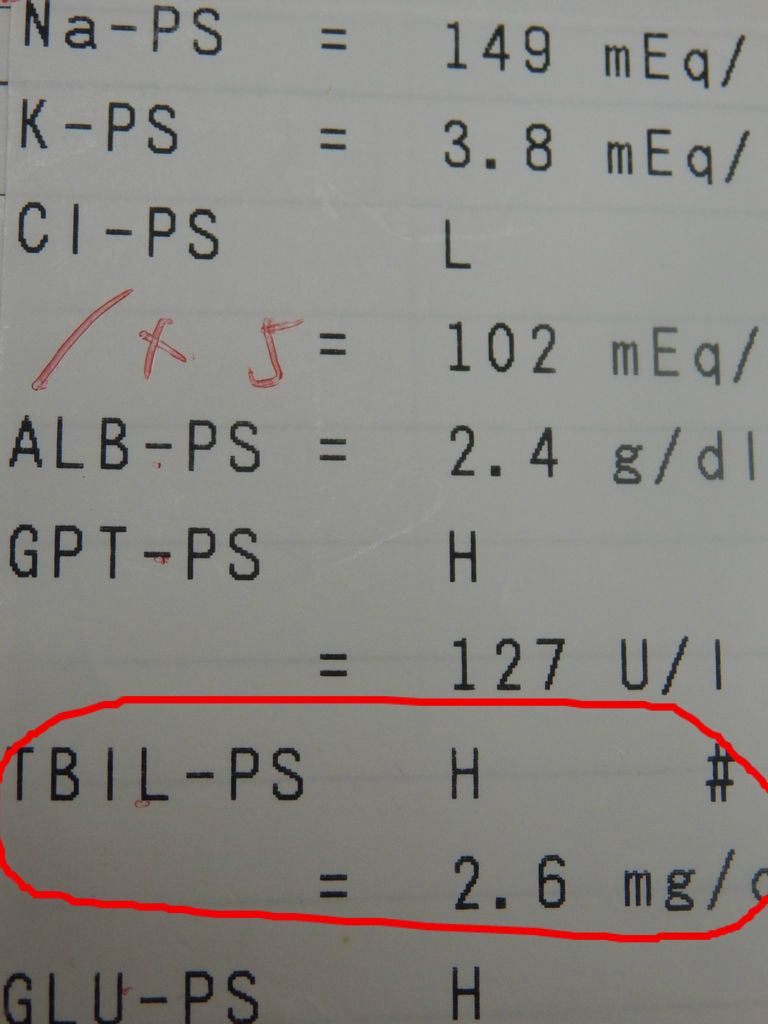 Na-PS = 149 mEq/
K-PS = 3.8 mEq/
Cl-PS L
/ x 5 = 102 mEq/
ALB-PS = 2.4 g/dl
GPT-PS H
= 127 U/l
TBIL-PS H #
= 2.6 mg/d
GLU-PS H